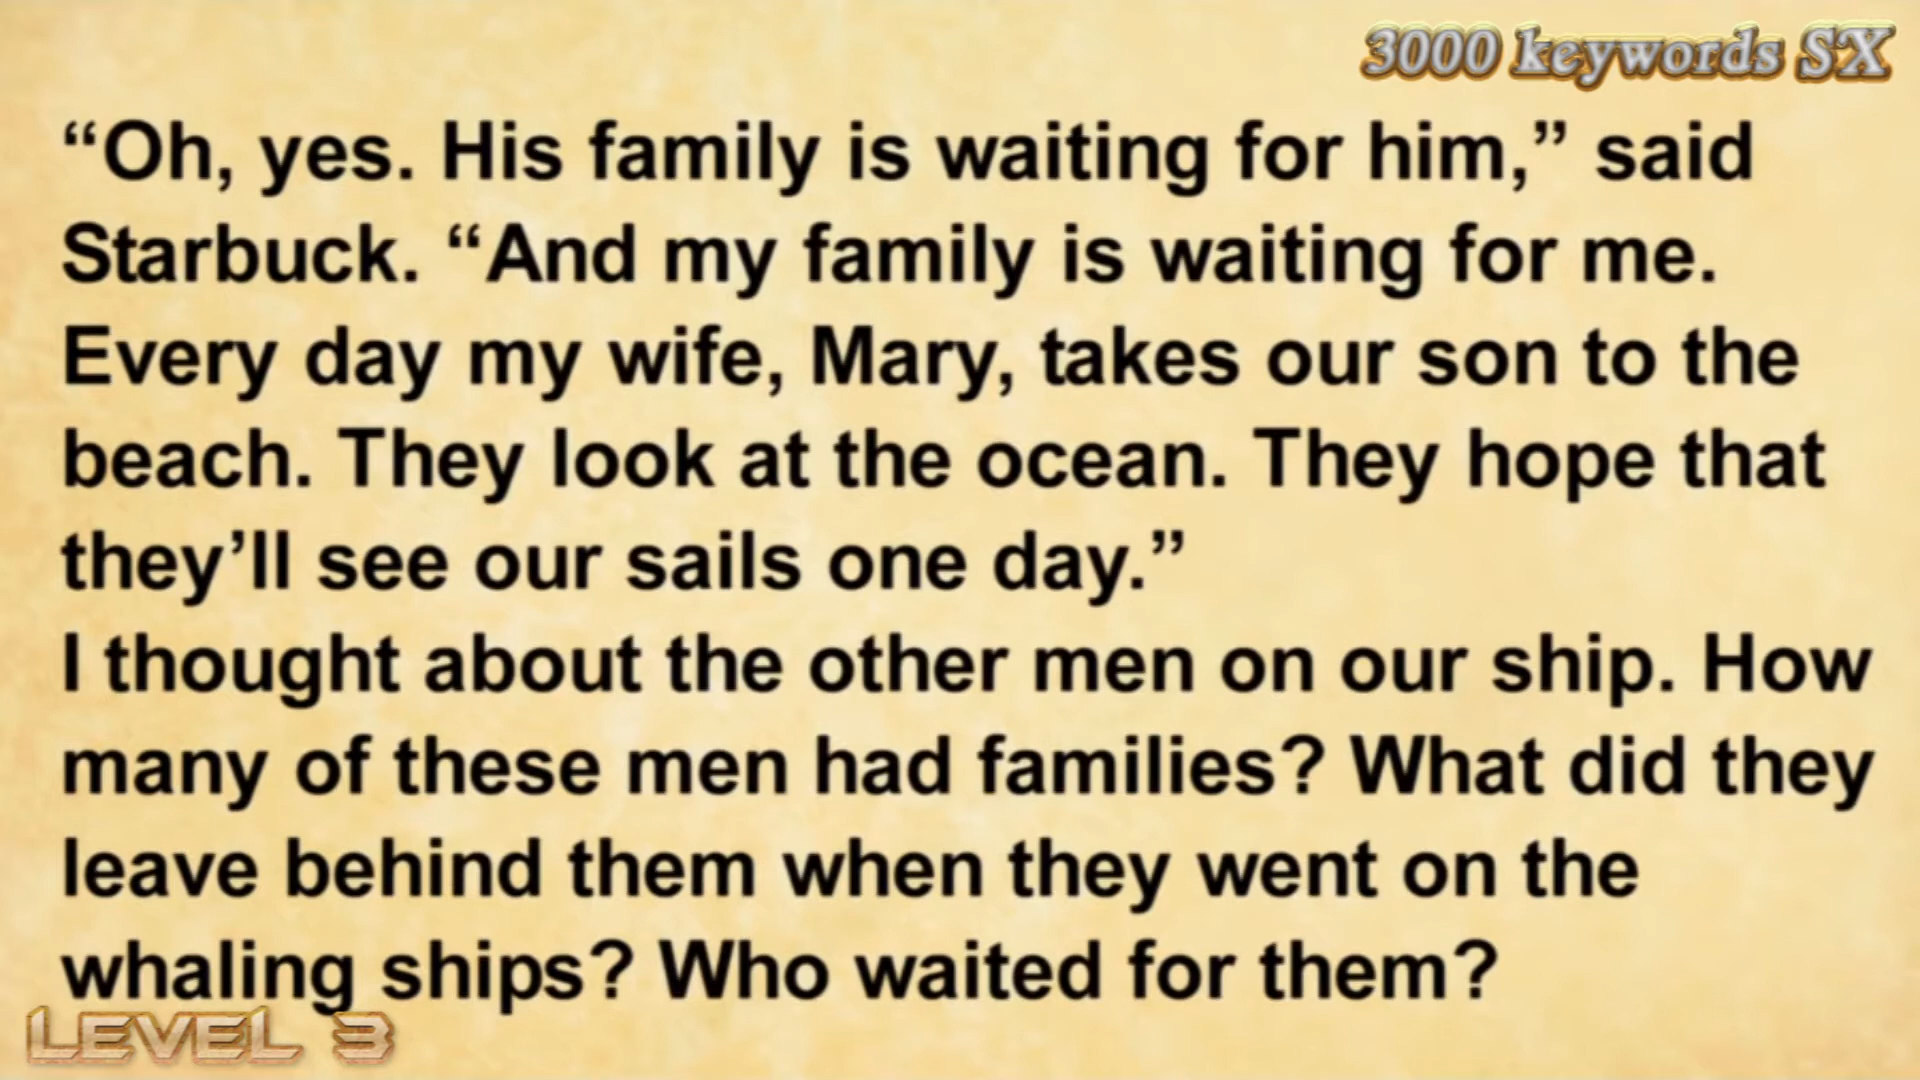 3000 keywords SX
“Oh, yes. His family is waiting for him,” said
Starbuck. “And my family is waiting for me.
Every day my wife, Mary, takes our son to the
beach. They look at the ocean. They hope that
they’ll see our sails one day.”
I thought about the other men on our ship. How
many of these men had families? What did they
leave behind them when they went on the
whaling ships? Who waited for them?
LEVEL 3